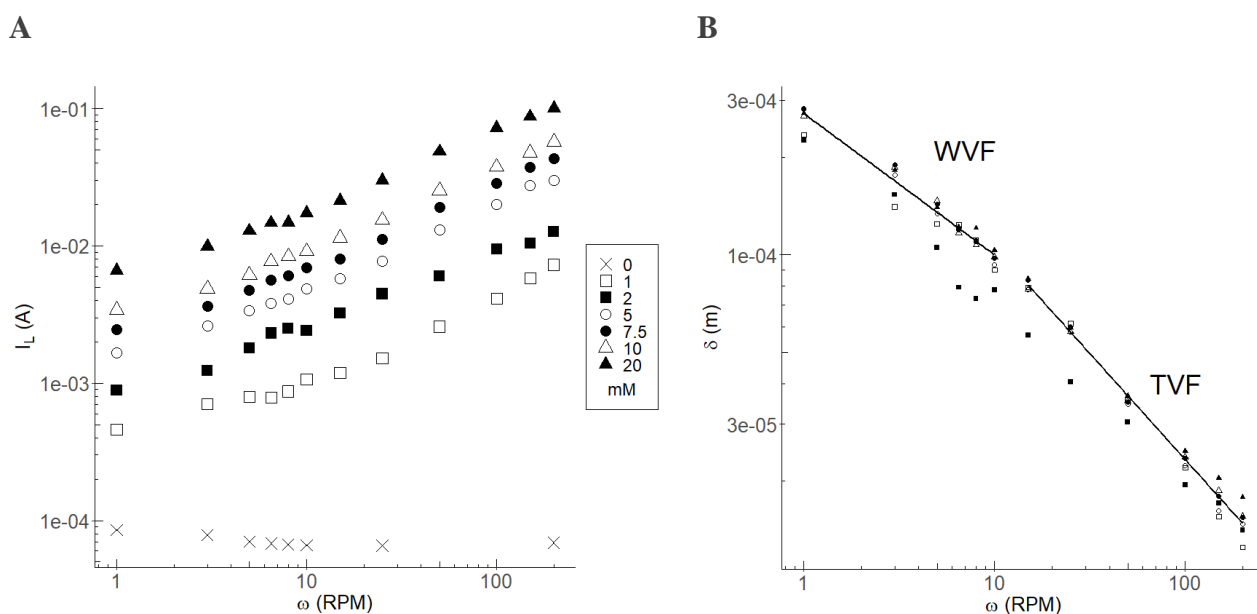 A
I_L (A)
1e-01
1e-02
1e-03
1e-04
1
10
100
ω (RPM)
0
1
2
5
7.5
10
20
mM
B
δ (m)
3e-04
1e-04
3e-05
WVF
TVF
1
10
100
ω (RPM)